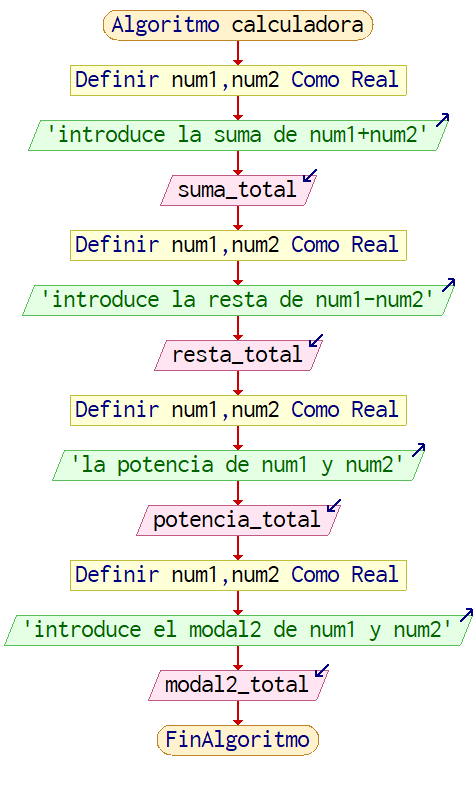 Algoritmo calculadora
Definir num1,num2 Como Real
'introduce la suma de num1+num2'
suma_total
Definir num1,num2 Como Real
'introduce la resta de num1-num2'
resta_total
Definir num1,num2 Como Real
'la potencia de num1 y num2'
potencia_total
Definir num1,num2 Como Real
'introduce el modal2 de num1 y num2'
modal2_total
FinAlgoritmo